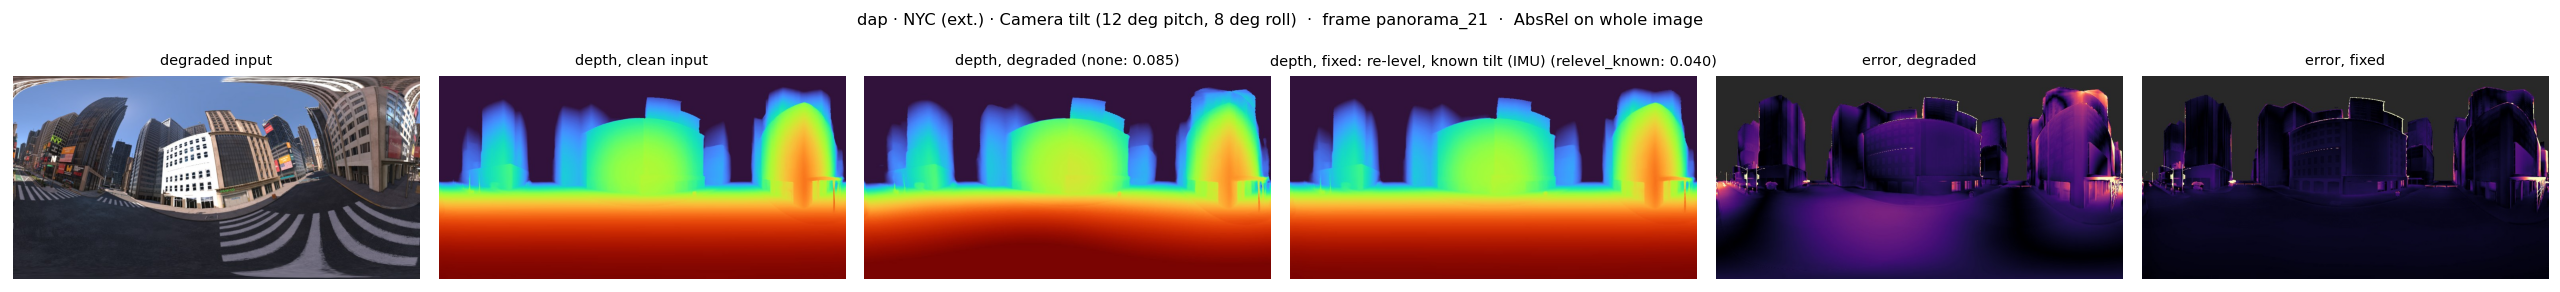 dap · NYC (ext.) · Camera tilt (12 deg pitch, 8 deg roll)  ·  frame panorama_21  ·  AbsRel on whole image
degraded input
depth, clean input
depth, degraded (none: 0.085)
depth, fixed: re-level, known tilt (IMU) (relevel_known: 0.040)
error, degraded
error, fixed